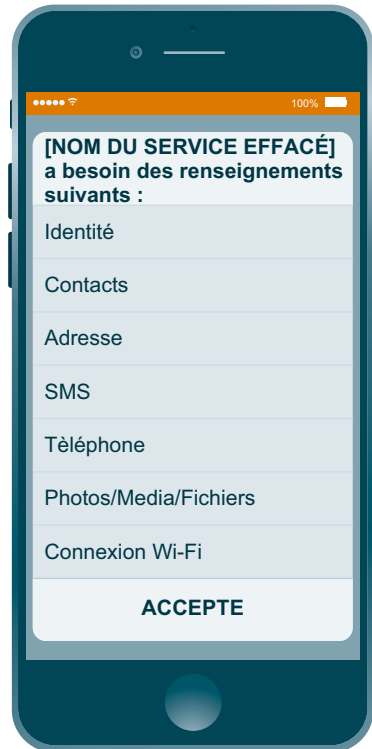 100%
[NOM DU SERVICE EFFACÉ]
a besoin des renseignements
suivants :
Identité
Contacts
Adresse
SMS
Tèléphone
Photos/Media/Fichiers
Connexion Wi-Fi
ACCEPTE